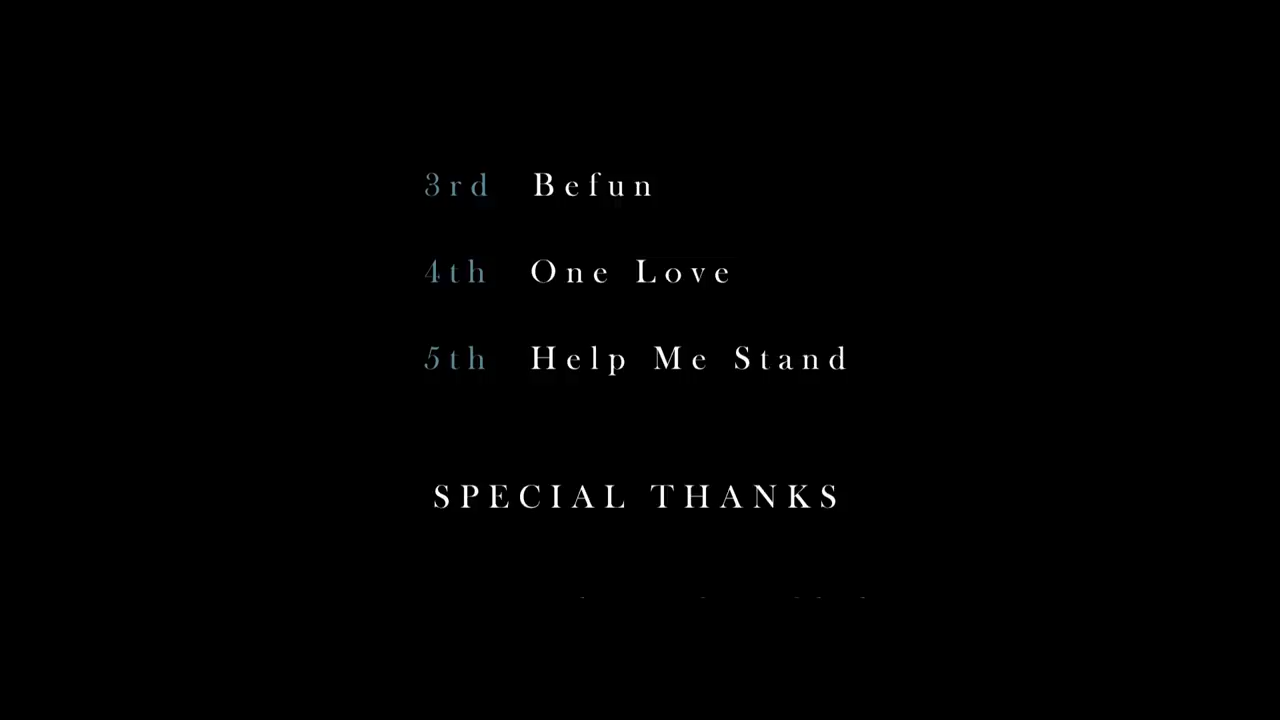 3rd Befun
4th One Love
5th Help Me Stand
SPECIAL THANKS